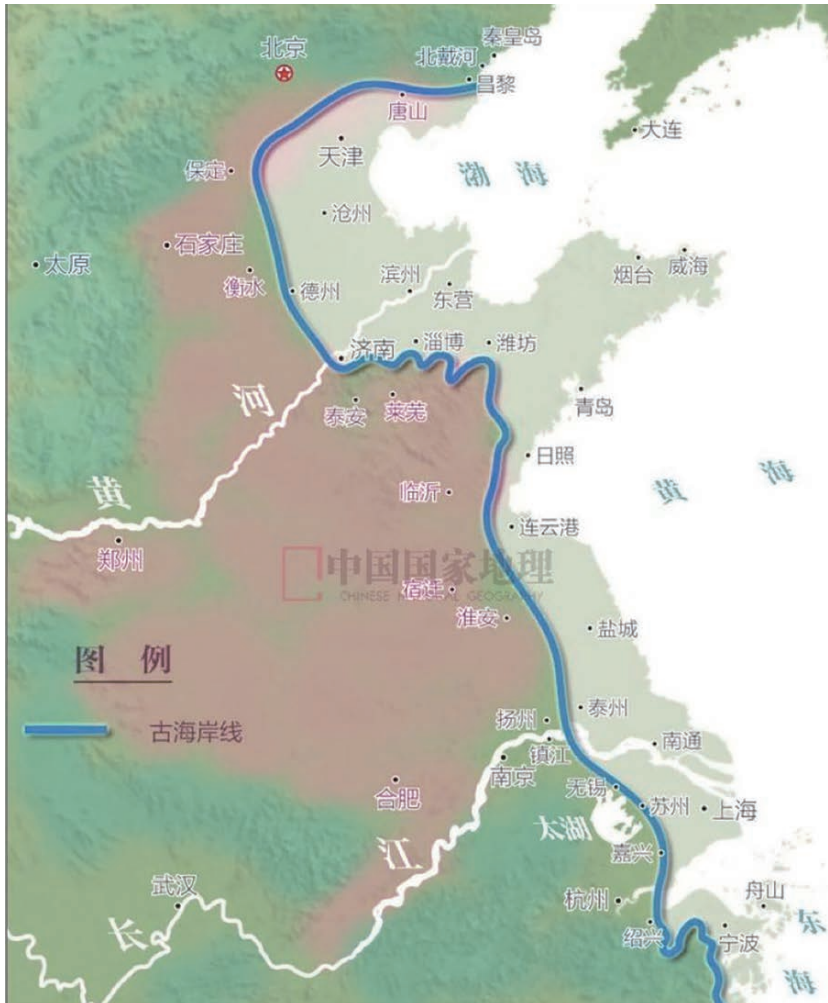 秦皇岛
北京
北戴河
昌黎
唐山
大连
天津
渤海
保定
沧州
石家庄
太原
衡水
德州
滨州
东营
烟台
威海
济南
淄博
潍坊
泰安
莱芜
青岛
黄河
日照
临沂
黄海
连云港
郑州
中国国家地理
CHINESE NATIONAL GEOGRAPHY
宿迁
淮安
盐城
图例
古海岸线
扬州
泰州
镇江
南通
南京
合肥
无锡
苏州
上海
太湖
嘉兴
长江
武汉
杭州
舟山
绍兴
宁波
东海